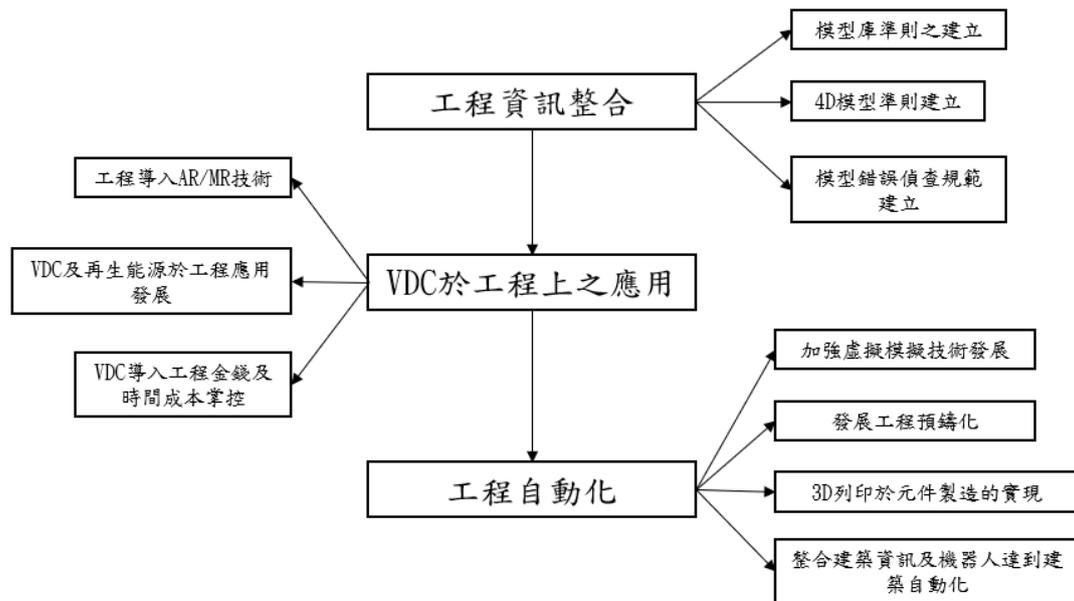 工程資訊整合
模型庫準則之建立
4D模型準則建立
模型錯誤偵查規範
建立
VDC於工程上之應用
工程導入AR/MR技術
VDC及再生能源於工程應用
發展
VDC導入工程金錢及
時間成本掌控
工程自動化
加強虛擬模擬技術發展
發展工程預鑄化
3D列印於元件製造的實現
整合建築資訊及機器人達到建
築自動化